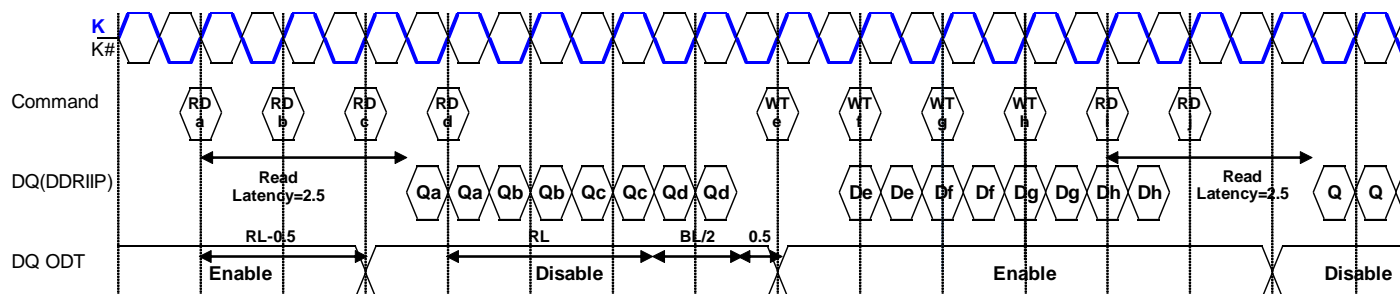 K
K#
Command
RD a
RD b
RD c
RD d
WT e
WT f
WT g
WT h
RD i
RD j
DQ(DDRIIP)
Read
Latency=2.5
Qa Qa Qb Qb Qc Qc Qd Qd
De De Df Df Dg Dg Dh Dh
Read
Latency=2.5
Q Q
DQ ODT
RL-0.5
Enable
RL
BL/2
0.5
Disable
Enable
Disable